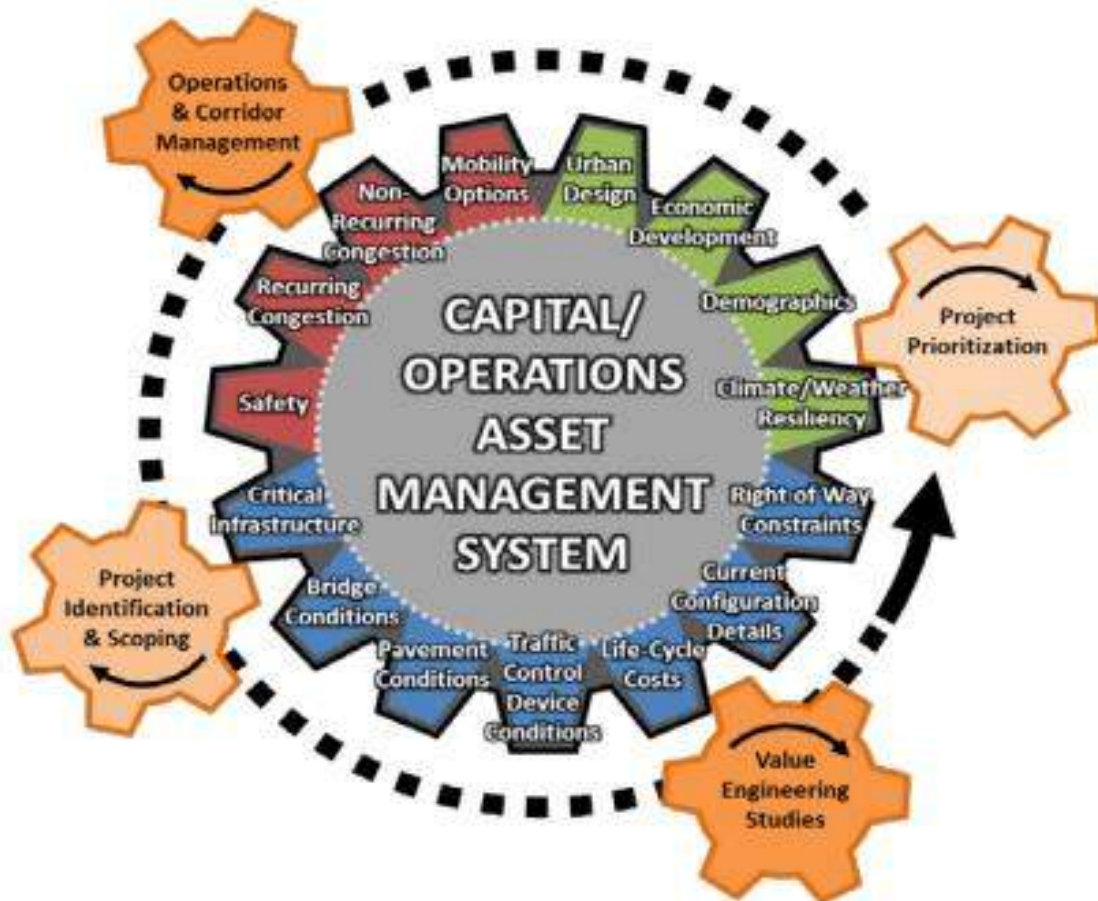 Operations
& Corridor
Management
Mobility
Options
Urban
Design
Non-
Recurring
Congestion
Economic
Development
Recurring
Congestion
Demographics
Project
Prioritization
CAPITAL/
OPERATIONS
ASSET
MANAGEMENT
SYSTEM
Safety
Climate/Weather
Resiliency
Critical
Infrastructure
Right of Way
Constraints
Bridge
Conditions
Current
Configuration
Details
Pavement
Conditions
Traffic
Control
Device
Conditions
Life-Cycle
Costs
Project
Identification
& Scoping
Value
Engineering
Studies